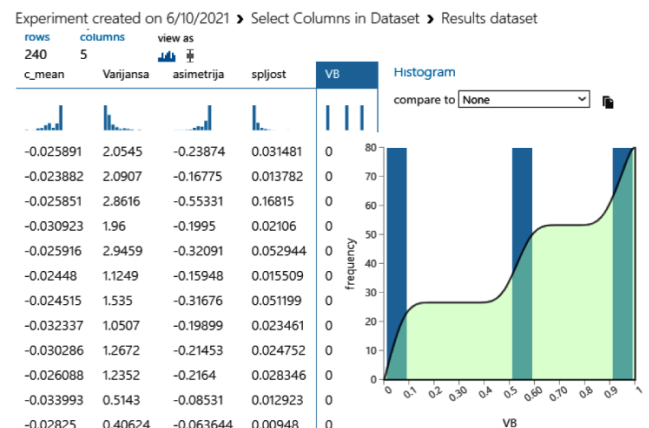 Experiment created on 6/10/2021 › Select Columns in Dataset › Results dataset
rows columns view as
240 5
c_mean Varijansa asimetrija spljost VB
Histogram
compare to None
-0.025891 2.0545 -0.23874 0.031481 0
-0.023882 2.0907 -0.16775 0.013782 0
-0.025851 2.8616 -0.55331 0.16815 0
-0.030923 1.96 -0.1995 0.02106 0
-0.025916 2.9459 -0.32091 0.052944 0
-0.02448 1.1249 -0.15948 0.015509 0
-0.024515 1.535 -0.31676 0.051199 0
-0.032337 1.0507 -0.19899 0.023461 0
-0.030286 1.2672 -0.21453 0.024752 0
-0.026088 1.2352 -0.2164 0.028346 0
-0.033993 0.5143 -0.08531 0.012923 0
-0.02825 0.40624 -0.063644 0.00948 0
80
70
60
50
40
30
20
10
0
frequency
0 0.1 0.2 0.30 0.4 0.5 0.60 0.70 0.8 0.9 1
VB